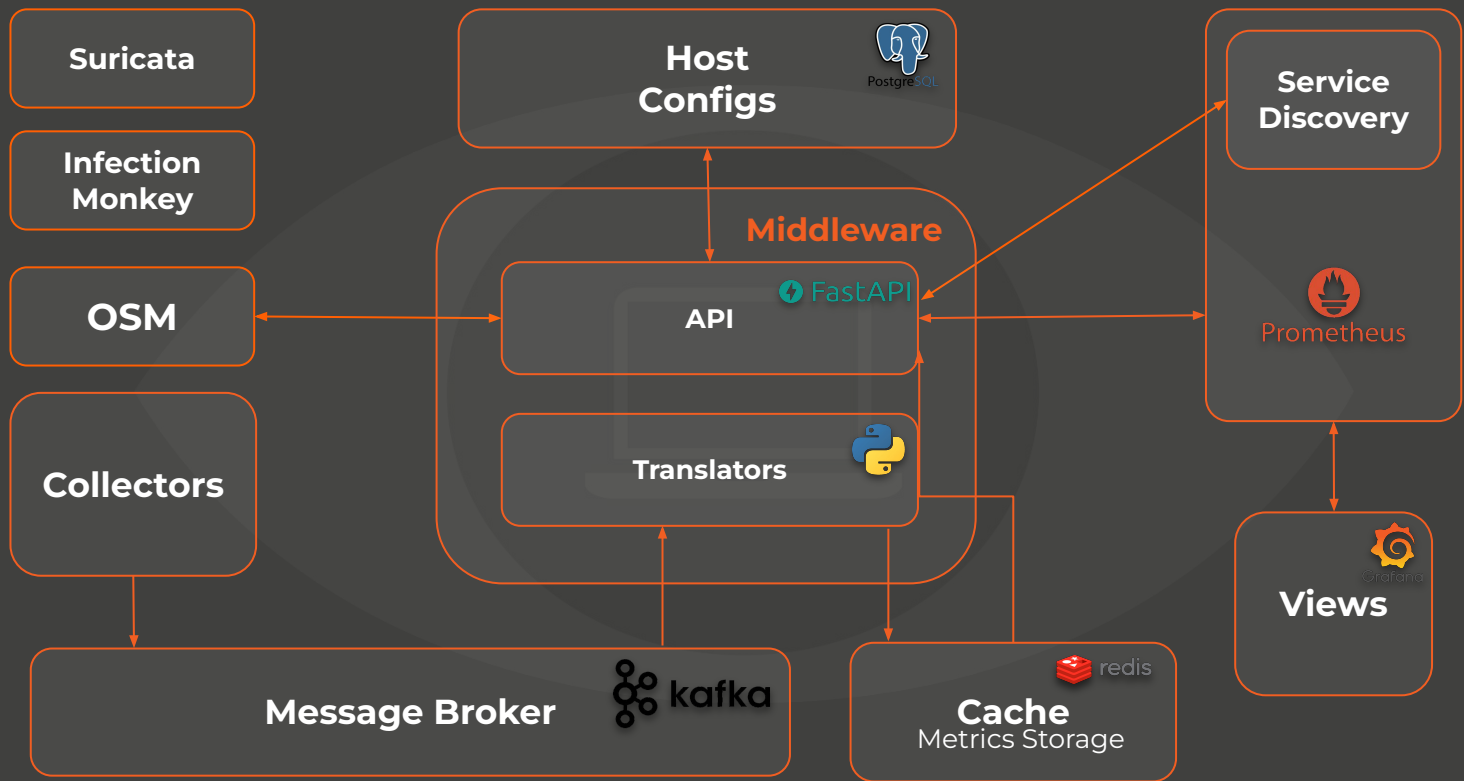 Suricata
Host
Configs
PostgreSQL
Service
Discovery
Infection
Monkey
Middleware
OSM
FastAPI
API
Prometheus
Collectors
Translators
Grafana
Views
Message Broker
kafka
redis
Cache
Metrics Storage